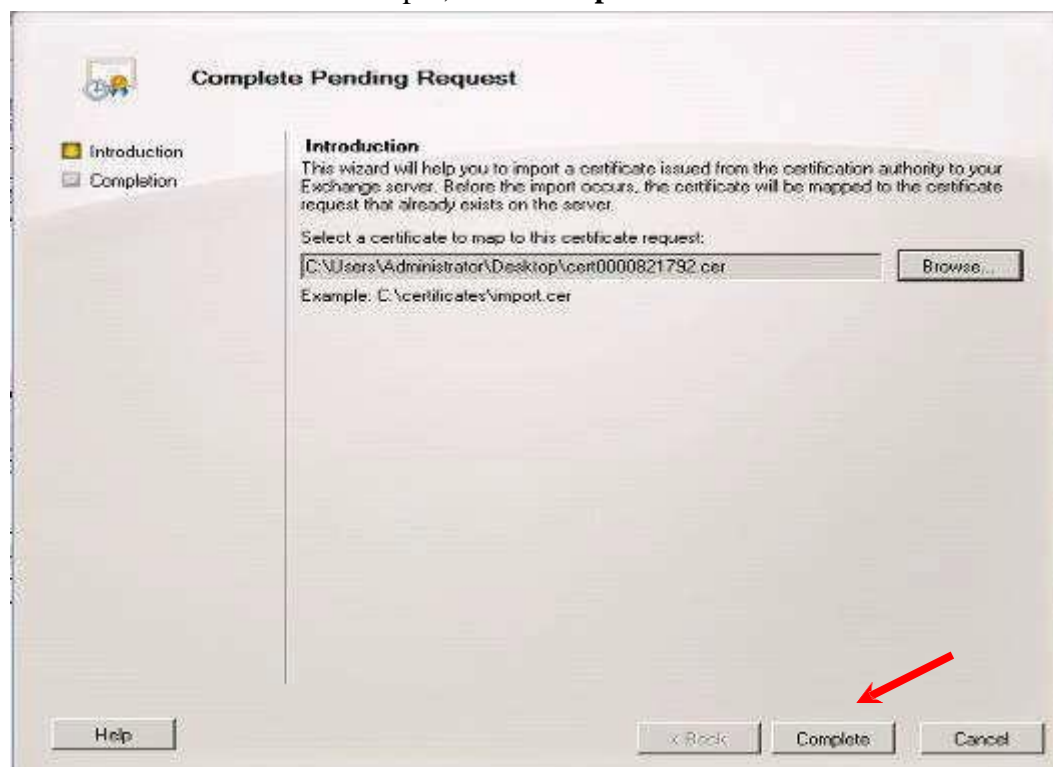 Complete Pending Request
Introduction
Completion
Introduction
This wizard will help you to import a certificate issued from the certification authority to your
Exchange server. Before the import occurs, the certificate will be mapped to the certificate
request that already exists on the server.
Select a certificate to map to this certificate request:
C:\Users\Administrator\Desktop\cert0000821792.cer
Browse...
Example: C:\certificates\import.cer
Help
< Back
Complete
Cancel